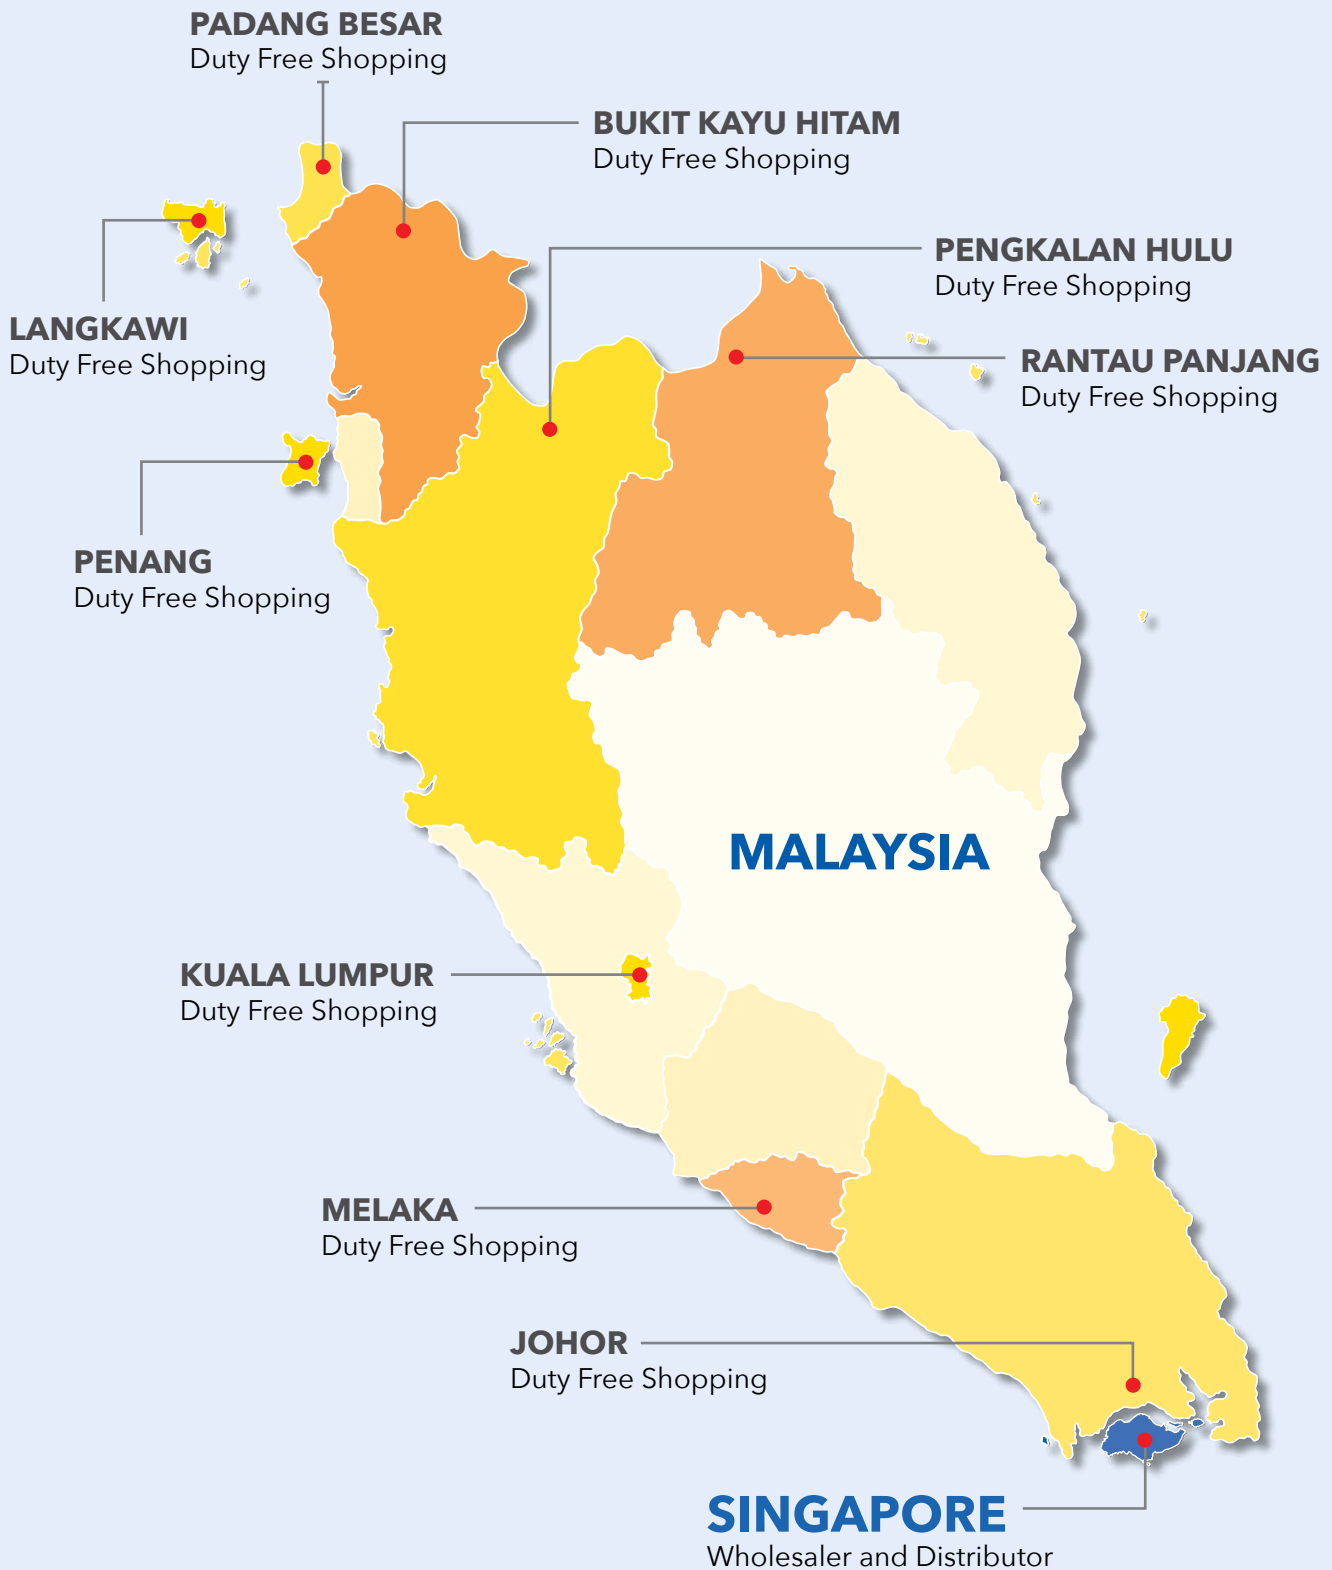 PADANG BESAR
Duty Free Shopping
BUKIT KAYU HITAM
Duty Free Shopping
PENGKALAN HULU
Duty Free Shopping
LANGKAWI
Duty Free Shopping
RANTAU PANJANG
Duty Free Shopping
PENANG
Duty Free Shopping
MALAYSIA
KUALA LUMPUR
Duty Free Shopping
MELAKA
Duty Free Shopping
JOHOR
Duty Free Shopping
SINGAPORE
Wholesaler and Distributor